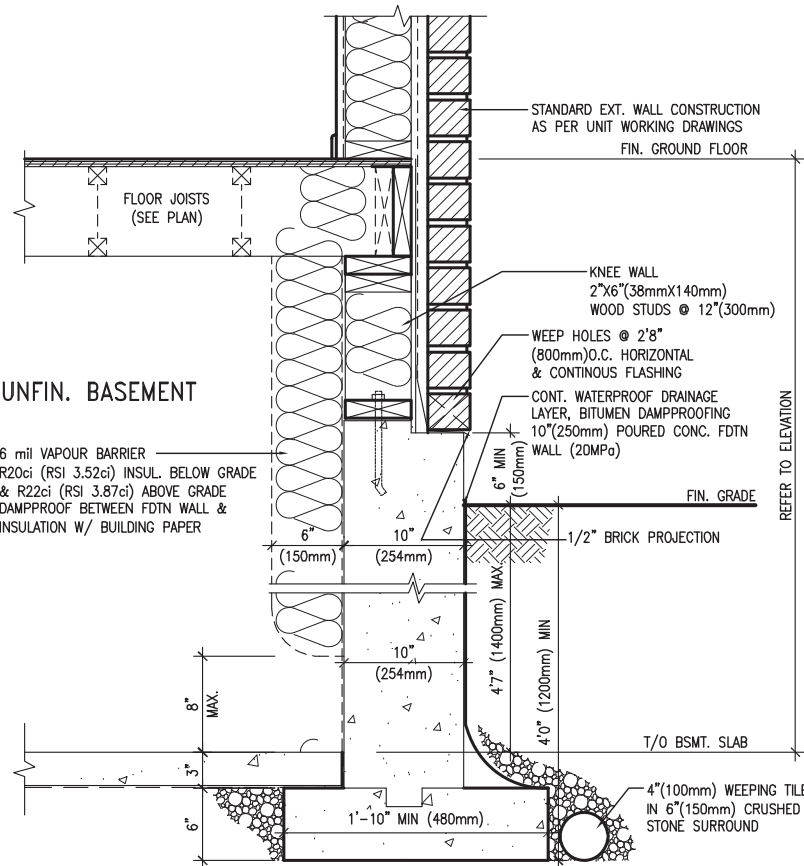 STANDARD EXT. WALL CONSTRUCTION
AS PER UNIT WORKING DRAWINGS
FIN. GROUND FLOOR
FLOOR JOISTS
(SEE PLAN)
KNEE WALL
2"X6"(38mmX140mm)
WOOD STUDS @ 12"(300mm)
WEEP HOLES @ 2'8"
(800mm)O.C. HORIZONTAL
& CONTINOUS FLASHING
UNFIN. BASEMENT
CONT. WATERPROOF DRAINAGE
LAYER, BITUMEN DAMPPROOFING
10"(250mm) POURED CONC. FDTN
WALL (20MPa)
6 mil VAPOUR BARRIER
R20ci (RSI 3.52ci) INSUL. BELOW GRADE
& R22ci (RSI 3.87ci) ABOVE GRADE
DAMPPROOF BETWEEN FDTN WALL &
INSULATION W/ BUILDING PAPER
6" MIN
(150mm)
REFER TO ELEVATION
FIN. GRADE
6"
(150mm)
10"
(254mm)
1/2" BRICK PROJECTION
10"
(254mm)
4'7" (1400mm) MAX.
4'0" (1200mm) MIN
8"
MAX.
T/O BSMT. SLAB
3"
6"
1'-10" MIN (480mm)
4"(100mm) WEEPING TILE
IN 6"(150mm) CRUSHED
STONE SURROUND